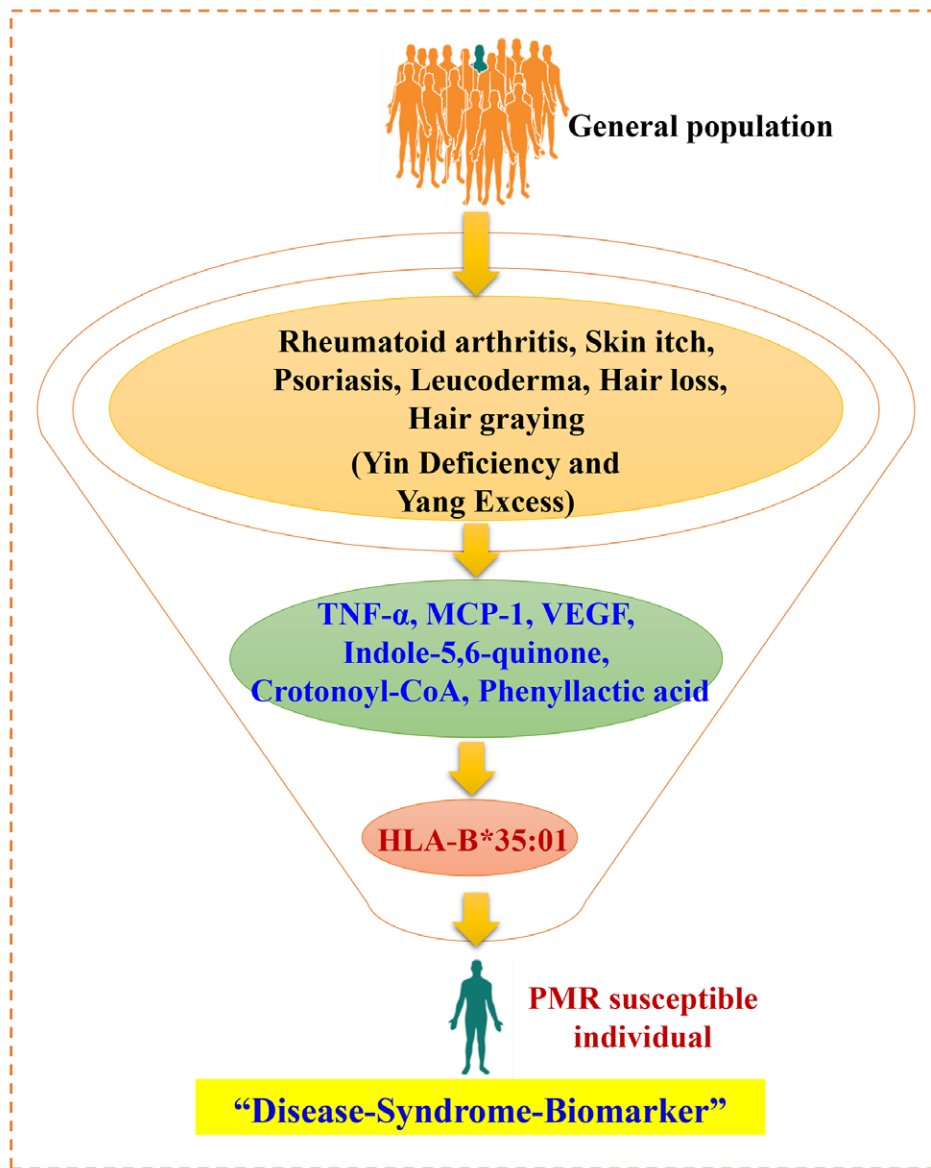 General population
Rheumatoid arthritis, Skin itch,
Psoriasis, Leucoderma, Hair loss,
Hair graying
(Yin Deficiency and
Yang Excess)
TNF-α, MCP-1, VEGF,
Indole-5,6-quinone,
Crotonoyl-CoA, Phenyllactic acid
HLA-B*35:01
PMR susceptible
individual
“Disease-Syndrome-Biomarker”